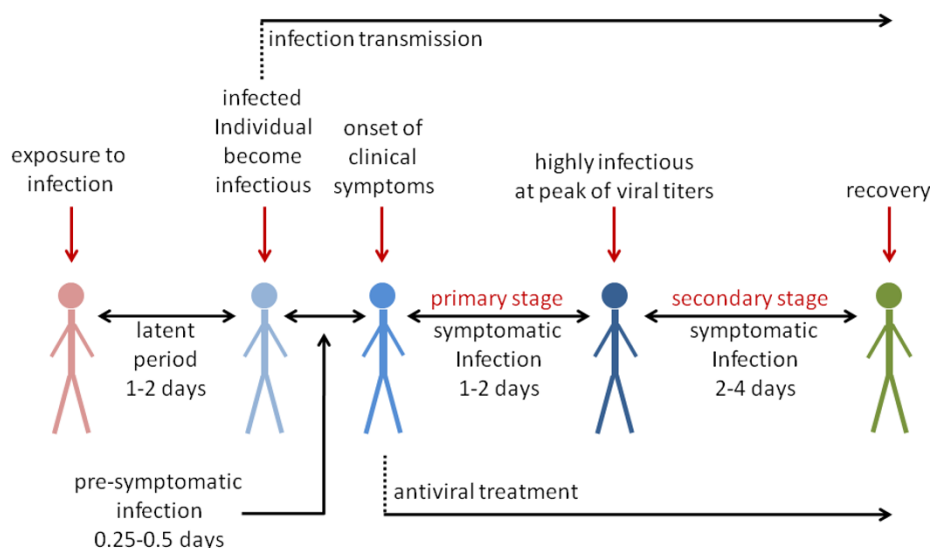 infection transmission
infected
Individual
become
infectious
onset of
clinical
symptoms
exposure to
infection
highly infectious
at peak of viral titers
recovery
latent
period
1-2 days
primary stage
symptomatic
Infection
1-2 days
secondary stage
symptomatic
Infection
2-4 days
pre-symptomatic
infection
0.25-0.5 days
antiviral treatment